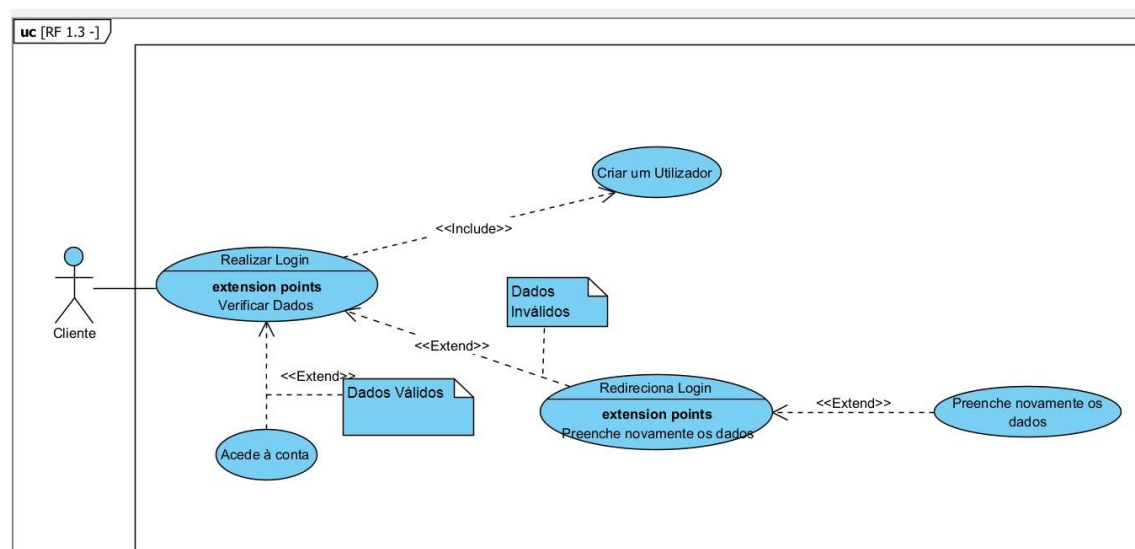 uc [RF 1.3 -]
Criar um Utilizador
<<Include>>
Realizar Login
extension points
Verificar Dados
Cliente
Dados
Inválidos
<<Extend>>
<<Extend>>
Dados Válidos
Redireciona Login
extension points
Preenche novamente os dados
<<Extend>>
Preenche novamente os
dados
Acede à conta